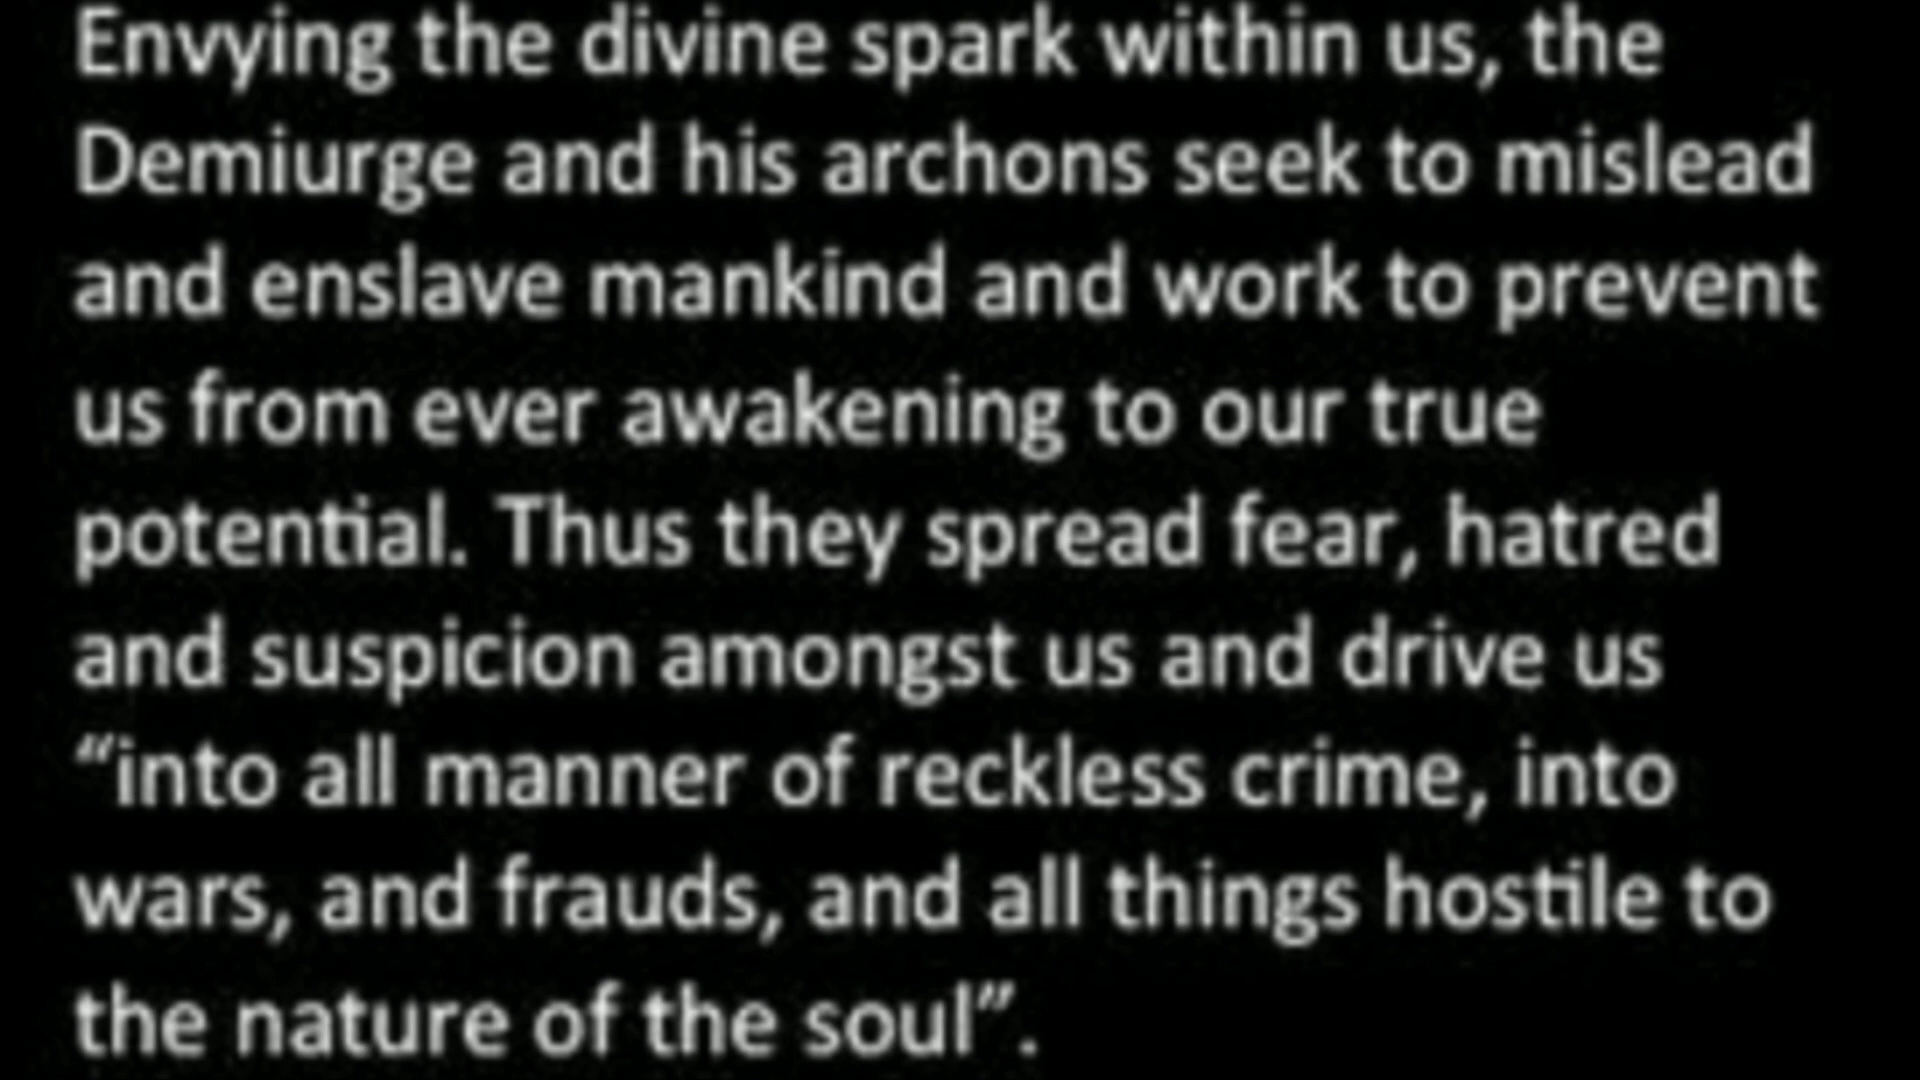 Envying the divine spark within us, the
Demiurge and his archons seek to mislead
and enslave mankind and work to prevent
us from ever awakening to our true
potential. Thus they spread fear, hatred
and suspicion amongst us and drive us
“into all manner of reckless crime, into
wars, and frauds, and all things hostile to
the nature of the soul”.